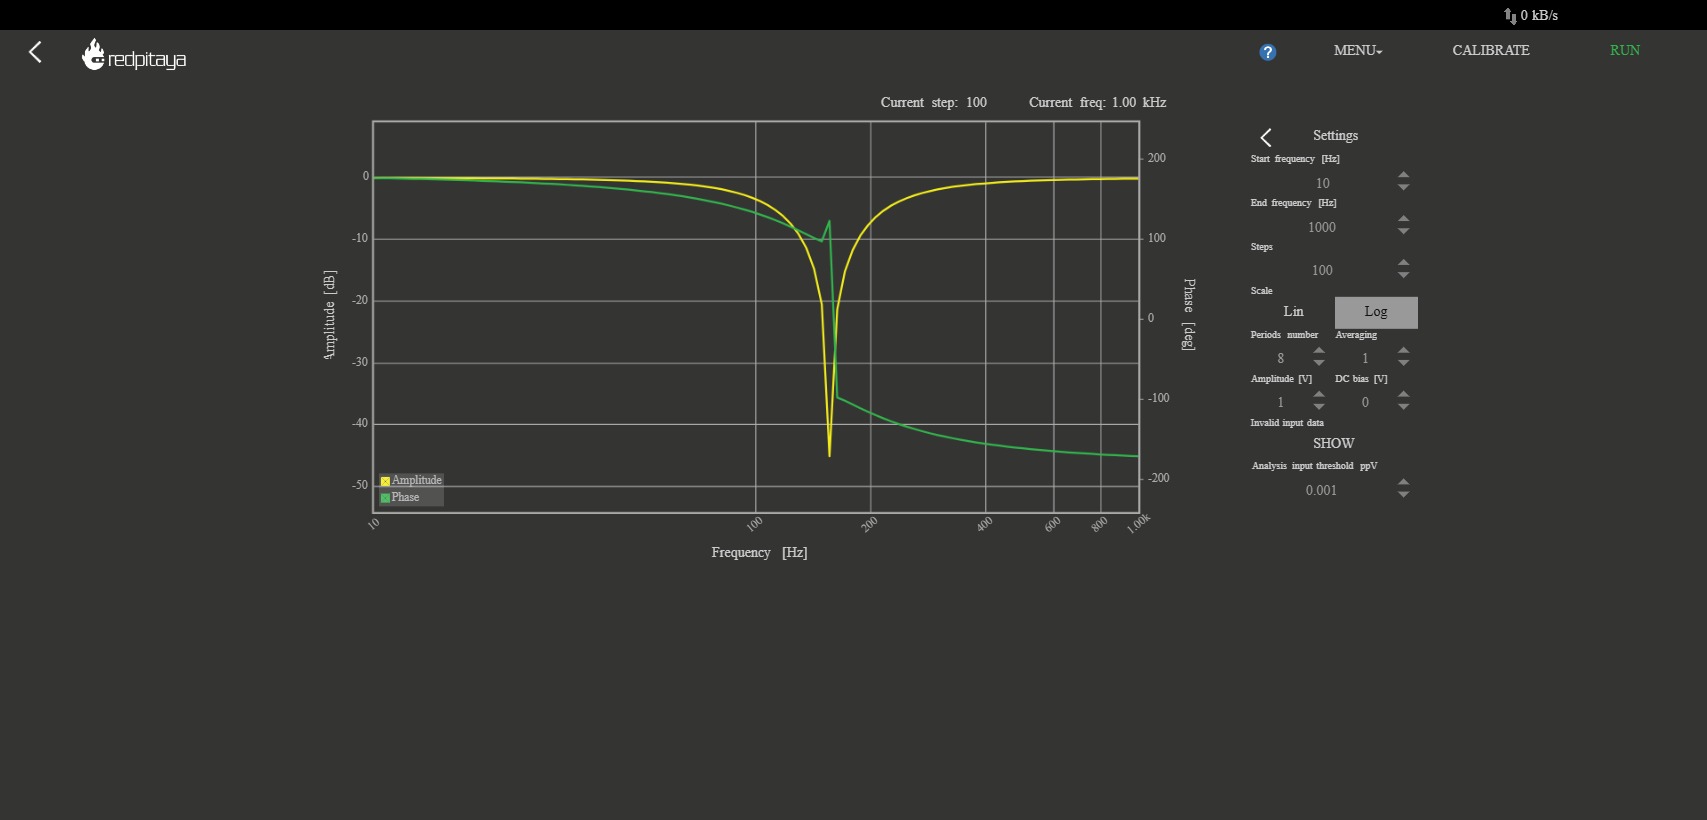 0 kB/s
redpitaya
?
MENU
CALIBRATE
RUN
Current step: 100
Current freq: 1.00 kHz
0
-10
-20
-30
-40
-50
Amplitude [dB]
200
100
0
-100
-200
Phase [deg]
Amplitude
Phase
10
100
200
400
600
800
1.00k
Frequency [Hz]
Settings
Start frequency [Hz]
10
End frequency [Hz]
1000
Steps
100
Scale
Lin Log
Periods number Averaging
8 1
Amplitude [V] DC bias [V]
1 0
Invalid input data
SHOW
Analysis input threshold ppV
0.001